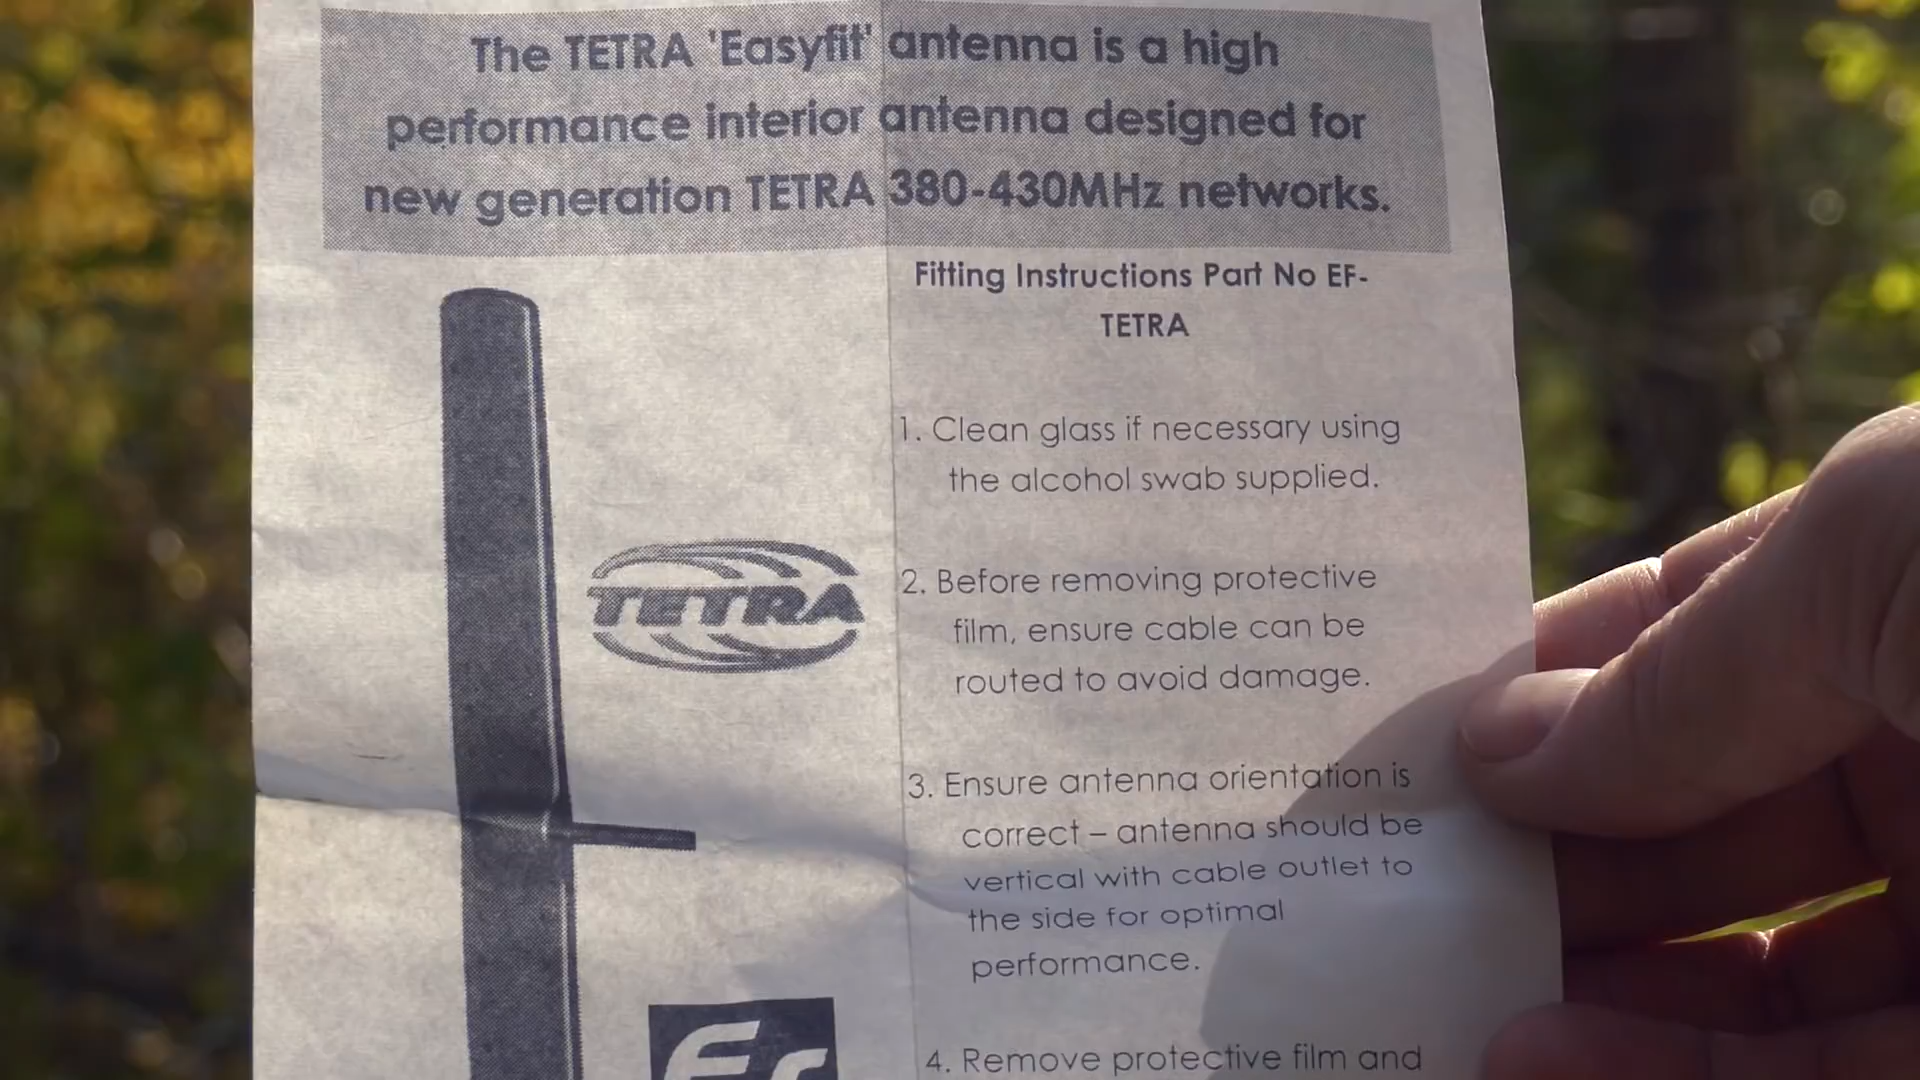 The TETRA 'Easyfit' antenna is a high
performance interior antenna designed for
new generation TETRA 380-430MHz networks.
Fitting Instructions Part No EF-
TETRA
1. Clean glass if necessary using
the alcohol swab supplied.
TETRA
2. Before removing protective
film, ensure cable can be
routed to avoid damage.
3. Ensure antenna orientation is
correct – antenna should be
vertical with cable outlet to
the side for optimal
performance.
4. Remove protective film and